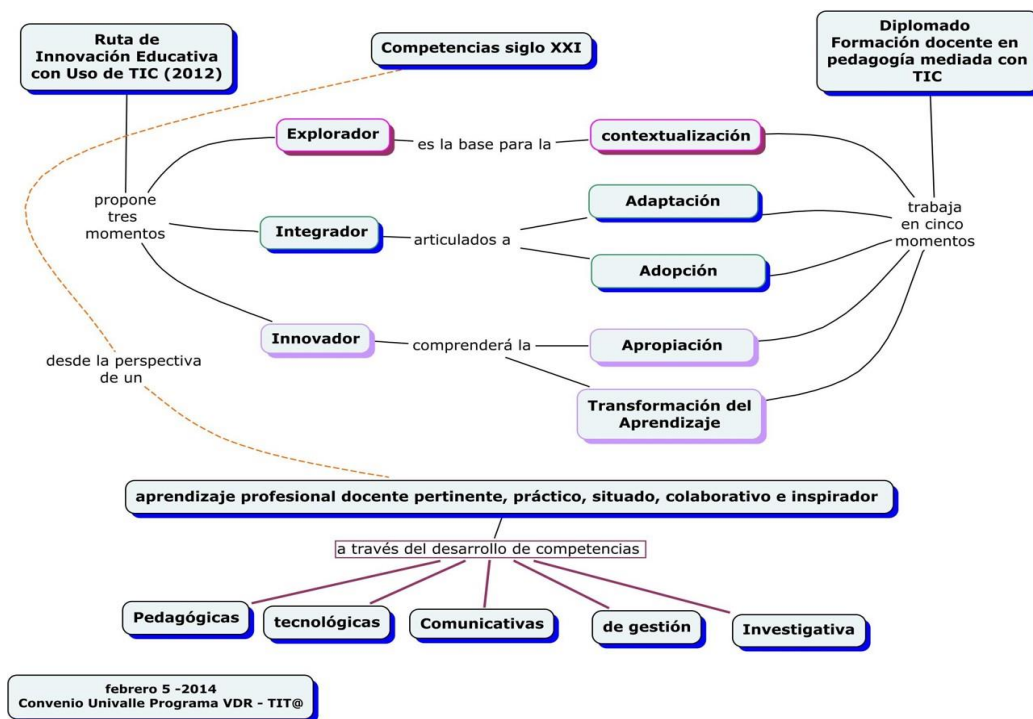 Ruta de
Innovación Educativa
con Uso de TIC (2012)
Competencias siglo XXI
Diplomado
Formación docente en
pedagogía mediada con
TIC
Explorador
es la base para la
contextualización
propone
tres
momentos
Integrador
articulados a
Adaptación
Adopción
trabaja
en cinco
momentos
Innovador
comprenderá la
Apropiación
Transformación del
Aprendizaje
desde la perspectiva
de un
aprendizaje profesional docente pertinente, práctico, situado, colaborativo e inspirador
a través del desarrollo de competencias
Pedagógicas
tecnológicas
Comunicativas
de gestión
Investigativa
febrero 5 -2014
Convenio Univalle Programa VDR - TIT@